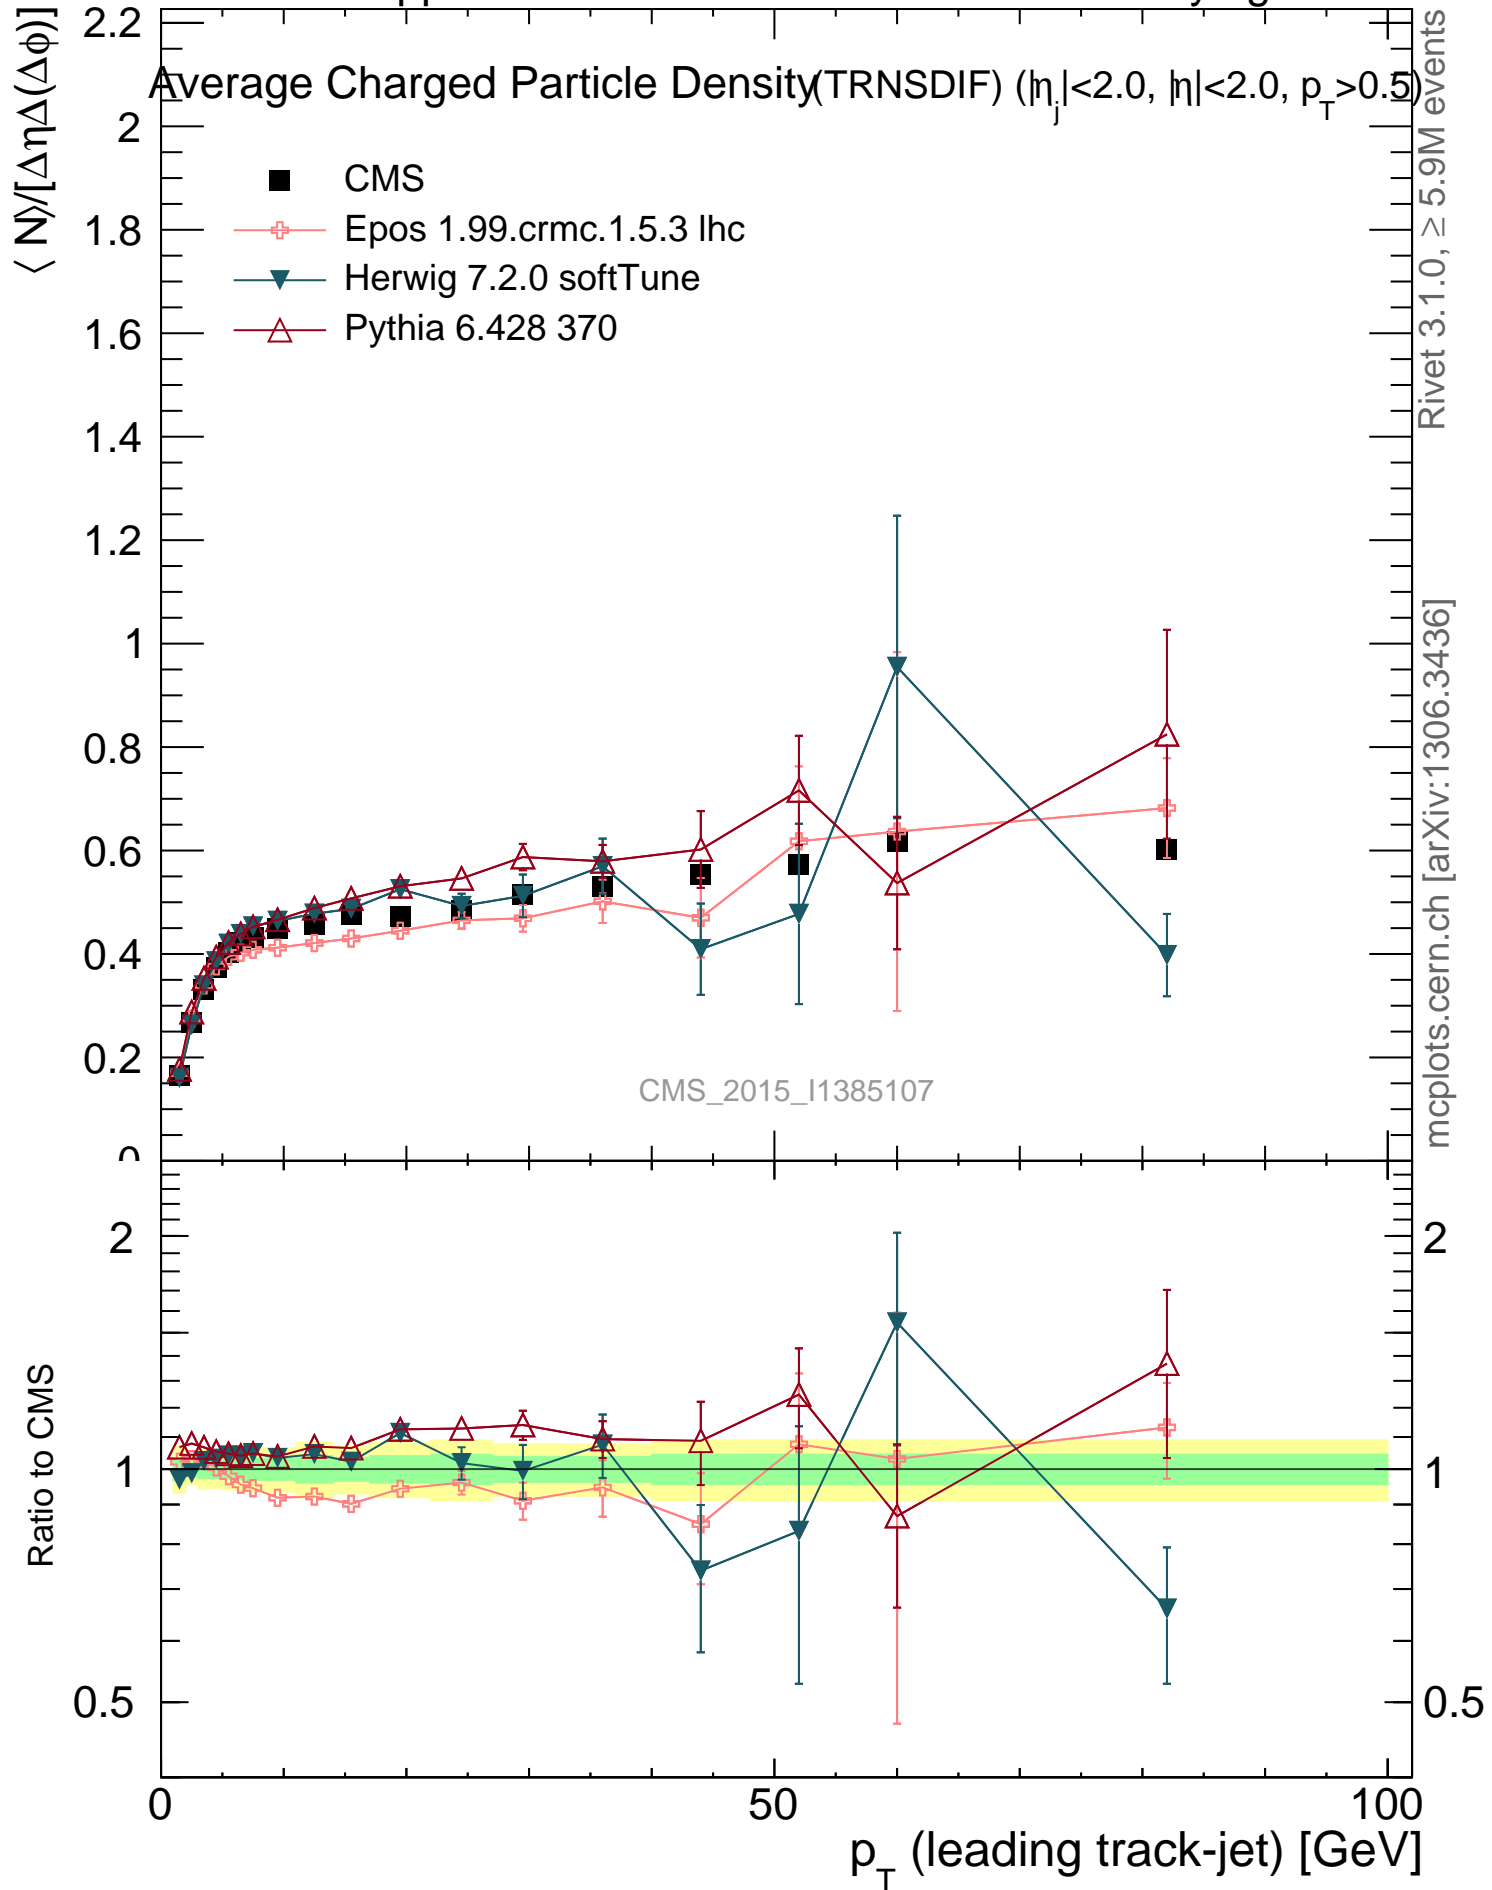 Average Charged Particle Density (TRNSDIF) (|η_j|<2.0, |η|<2.0, p_T>0.5)
⟨ N⟩/[ΔηΔ(Δϕ)]
2.2
2
1.8
1.6
1.4
1.2
1
0.8
0.6
0.4
0.2
0
CMS
Epos 1.99.crmc.1.5.3 lhc
Herwig 7.2.0 softTune
Pythia 6.428 370
CMS_2015_I1385107
Rivet 3.1.0, ≥ 5.9M events
mcplots.cern.ch [arXiv:1306.3436]
Ratio to CMS
2
1
0.5
2
1
0.5
0
50
100
p_T (leading track-jet) [GeV]